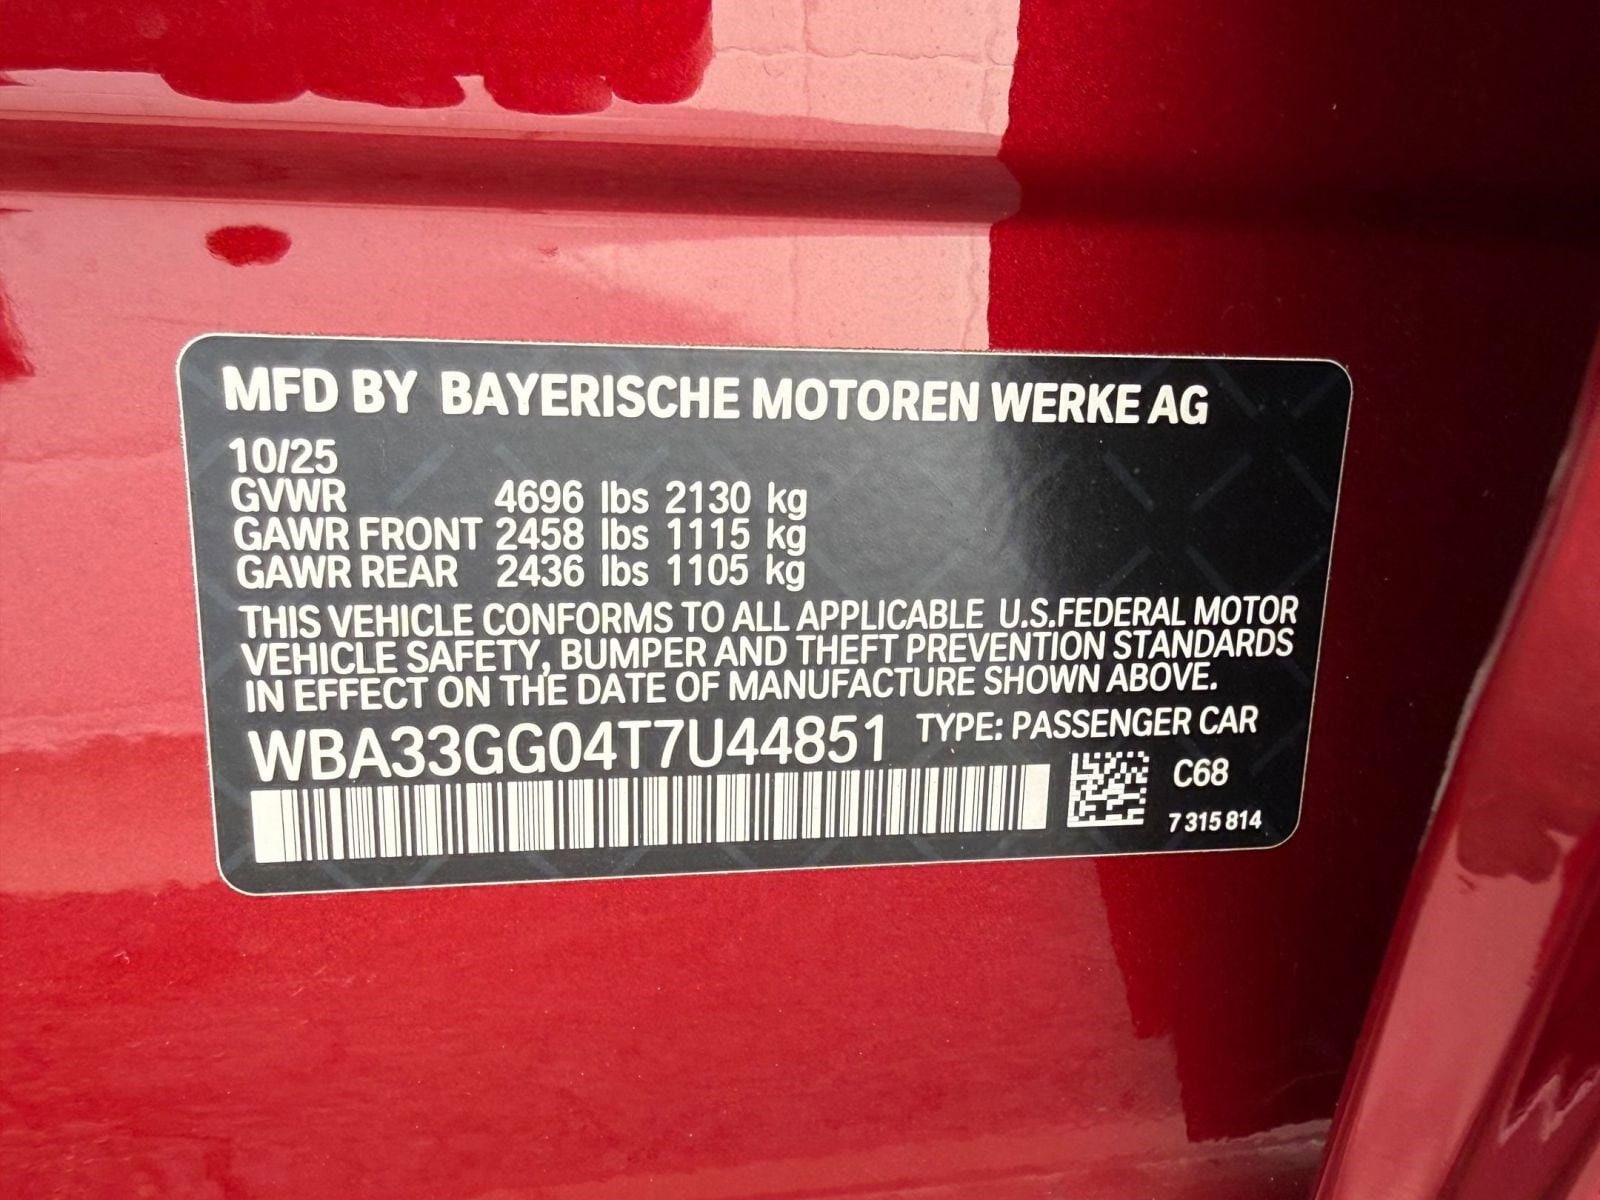 MFD BY BAYERISCHE MOTOREN WERKE AG
10/25
GVWR 4696 lbs 2130 kg
GAWR FRONT 2458 lbs 1115 kg
GAWR REAR 2436 lbs 1105 kg
THIS VEHICLE CONFORMS TO ALL APPLICABLE U.S.FEDERAL MOTOR
VEHICLE SAFETY, BUMPER AND THEFT PREVENTION STANDARDS
IN EFFECT ON THE DATE OF MANUFACTURE SHOWN ABOVE.
WBA33GG04T7U44851 TYPE: PASSENGER CAR
C68
7 315 814